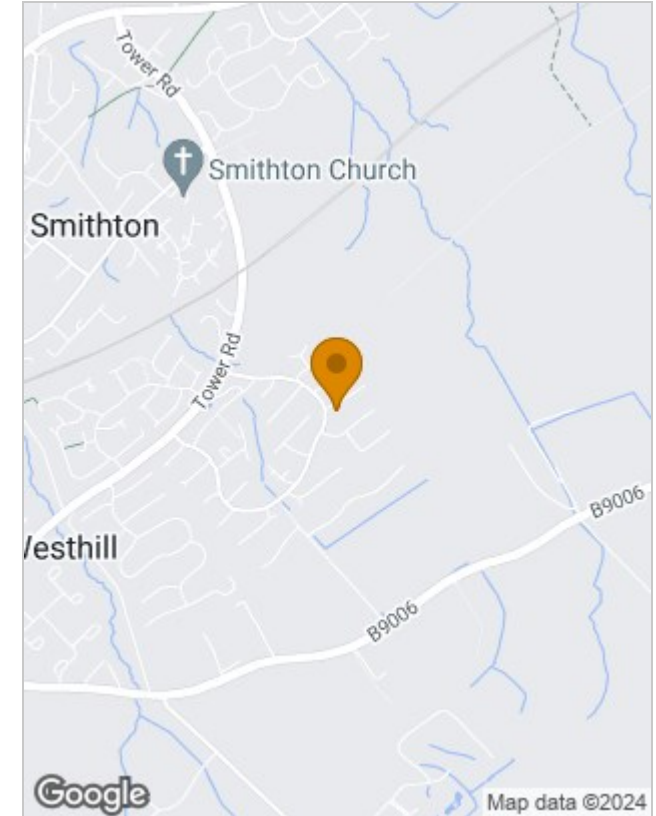 Tower Rd
Smithton Church
Smithton
Tower Rd
Westhill
B9006
B9006
Google
Map data ©2024